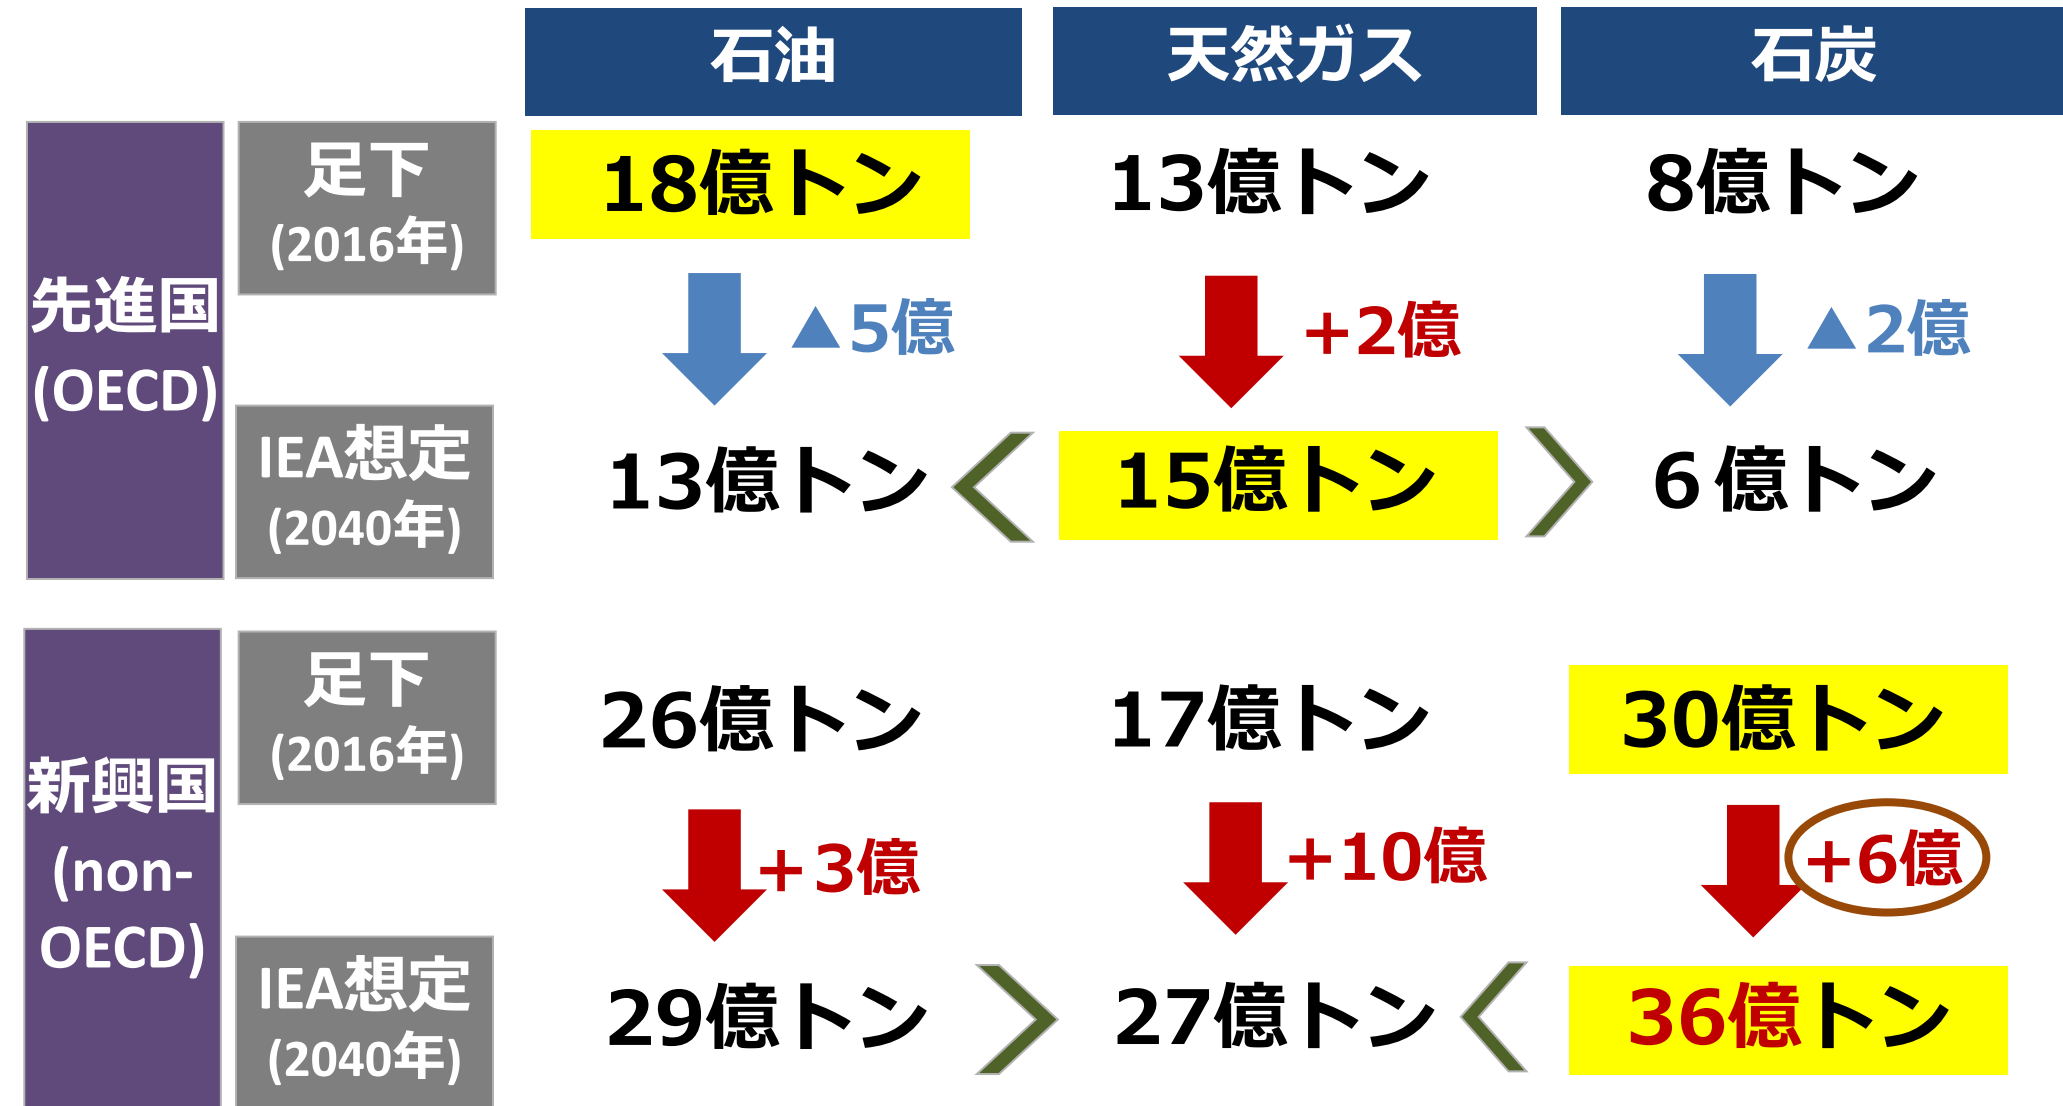 石油
天然ガス
石炭
先進国
(OECD)
足下
(2016年)
18億トン
13億トン
8億トン
▲5億
+2億
▲2億
IEA想定
(2040年)
13億トン
15億トン
6億トン
新興国
(non-
OECD)
足下
(2016年)
26億トン
17億トン
30億トン
+3億
+10億
+6億
IEA想定
(2040年)
29億トン
27億トン
36億トン